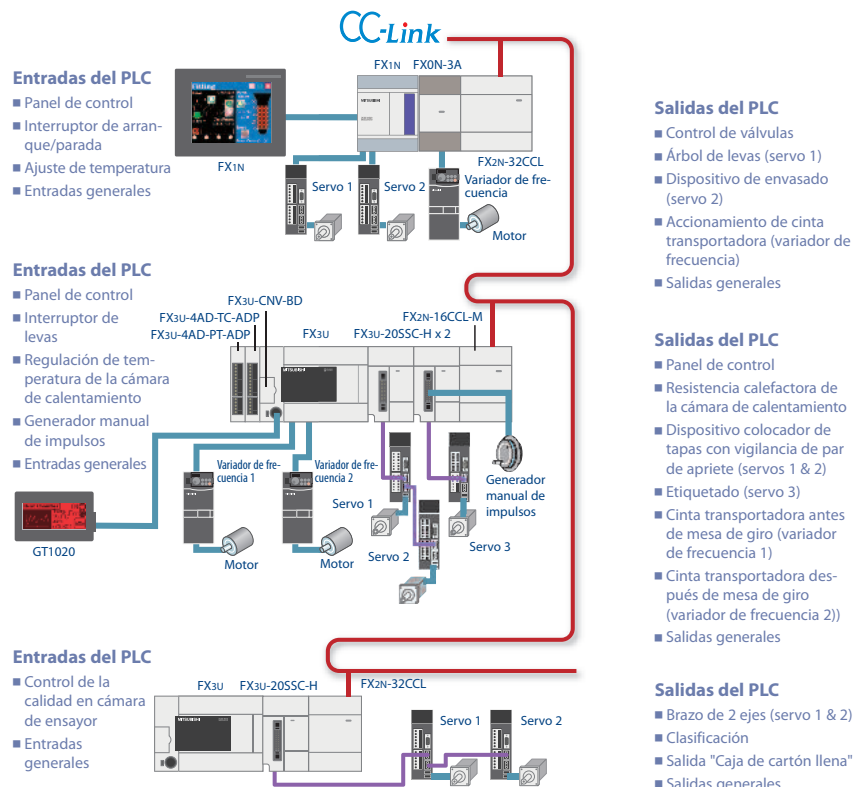 CC-Link
Entradas del PLC
■ Panel de control
■ Interruptor de arran-
que/parada
■ Ajuste de temperatura
■ Entradas generales
FX1N
FX1N FX0N-3A
MITSUBISHI
FX2N-32CCL
Servo 1
Servo 2
Variador de fre-
cuencia
Motor
Salidas del PLC
■ Control de válvulas
■ Árbol de levas (servo 1)
■ Dispositivo de envasado
(servo 2)
■ Accionamiento de cinta
transportadora (variador de
frecuencia)
■ Salidas generales
Entradas del PLC
■ Panel de control
■ Interruptor de
levas
■ Regulación de tem-
peratura de la cámara
de calentamiento
■ Generador manual
de impulsos
■ Entradas generales
GT1020
FX3U-CNV-BD
FX3U-4AD-TC-ADP
FX3U-4AD-PT-ADP
FX3U
FX3U-20SSC-H x 2
FX2N-16CCL-M
MITSUBISHI
Variador de fre-
cuencia 1
Variador de fre-
cuencia 2
Motor
Motor
Servo 1
Servo 2
Servo 3
Generador
manual de
impulsos
Salidas del PLC
■ Panel de control
■ Resistencia calefactora de
la cámara de calentamiento
■ Dispositivo colocador de
tapas con vigilancia de par
de apriete (servos 1 & 2)
■ Etiquetado (servo 3)
■ Cinta transportadora antes
de mesa de giro (variador
de frecuencia 1)
■ Cinta transportadora des-
pués de mesa de giro
(variador de frecuencia 2))
■ Salidas generales
Entradas del PLC
■ Control de la
calidad en cámara
de ensayor
■ Entradas
generales
FX3U FX3U-20SSC-H
FX2N-32CCL
MITSUBISHI
Servo 1
Servo 2
Salidas del PLC
■ Brazo de 2 ejes (servo 1 & 2)
■ Clasificación
■ Salida "Caja de cartón llena"
■ Salidas generales